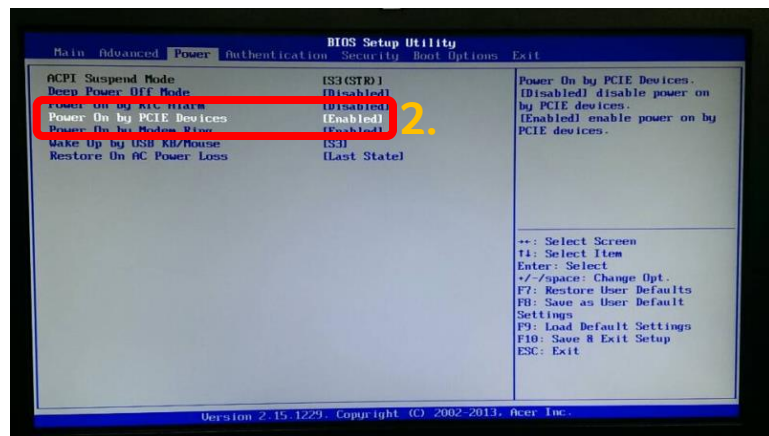 BIOS Setup Utility
Main Advanced Power Authentication Security Boot Options Exit
ACPI Suspend Mode [S3(STR)]
Deep Power Off Mode [Disabled]
Power On by RTC Alarm [Disabled]
Power On by PCIE Devices [Enabled]
2.
Power On by Modem Ring [Enabled]
Wake Up by USB KB/Mouse [S3]
Restore On AC Power Loss [Last State]
Power On by PCIE Devices.
[Disabled] disable power on
by PCIE devices.
[Enabled] enable power on by
PCIE devices.
→←: Select Screen
↑↓: Select Item
Enter: Select
+/-/space: Change Opt.
F7: Restore User Defaults
F8: Save as User Default
Settings
F9: Load Default Settings
F10: Save & Exit Setup
ESC: Exit
Version 2.15.1229. Copyright (C) 2002-2013, Acer Inc.